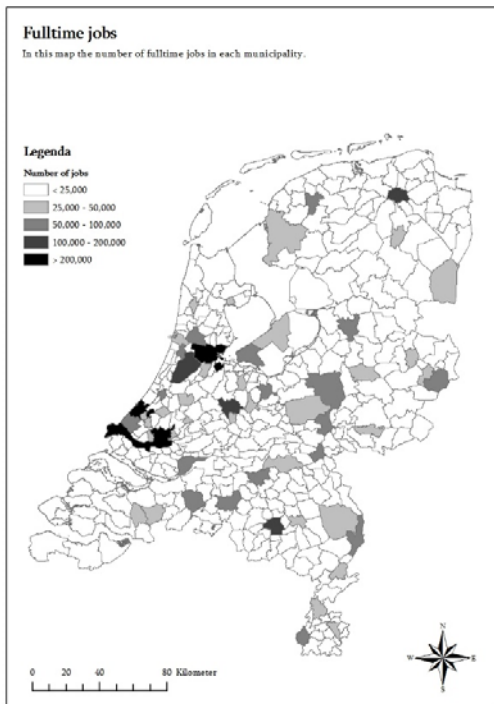 Fulltime jobs
In this map the number of fulltime jobs in each municipality.
Legenda
Number of jobs
< 25,000
25,000 - 50,000
50,000 - 100,000
100,000 - 200,000
> 200,000
N
W E
S
0 20 40 80 Kilometer